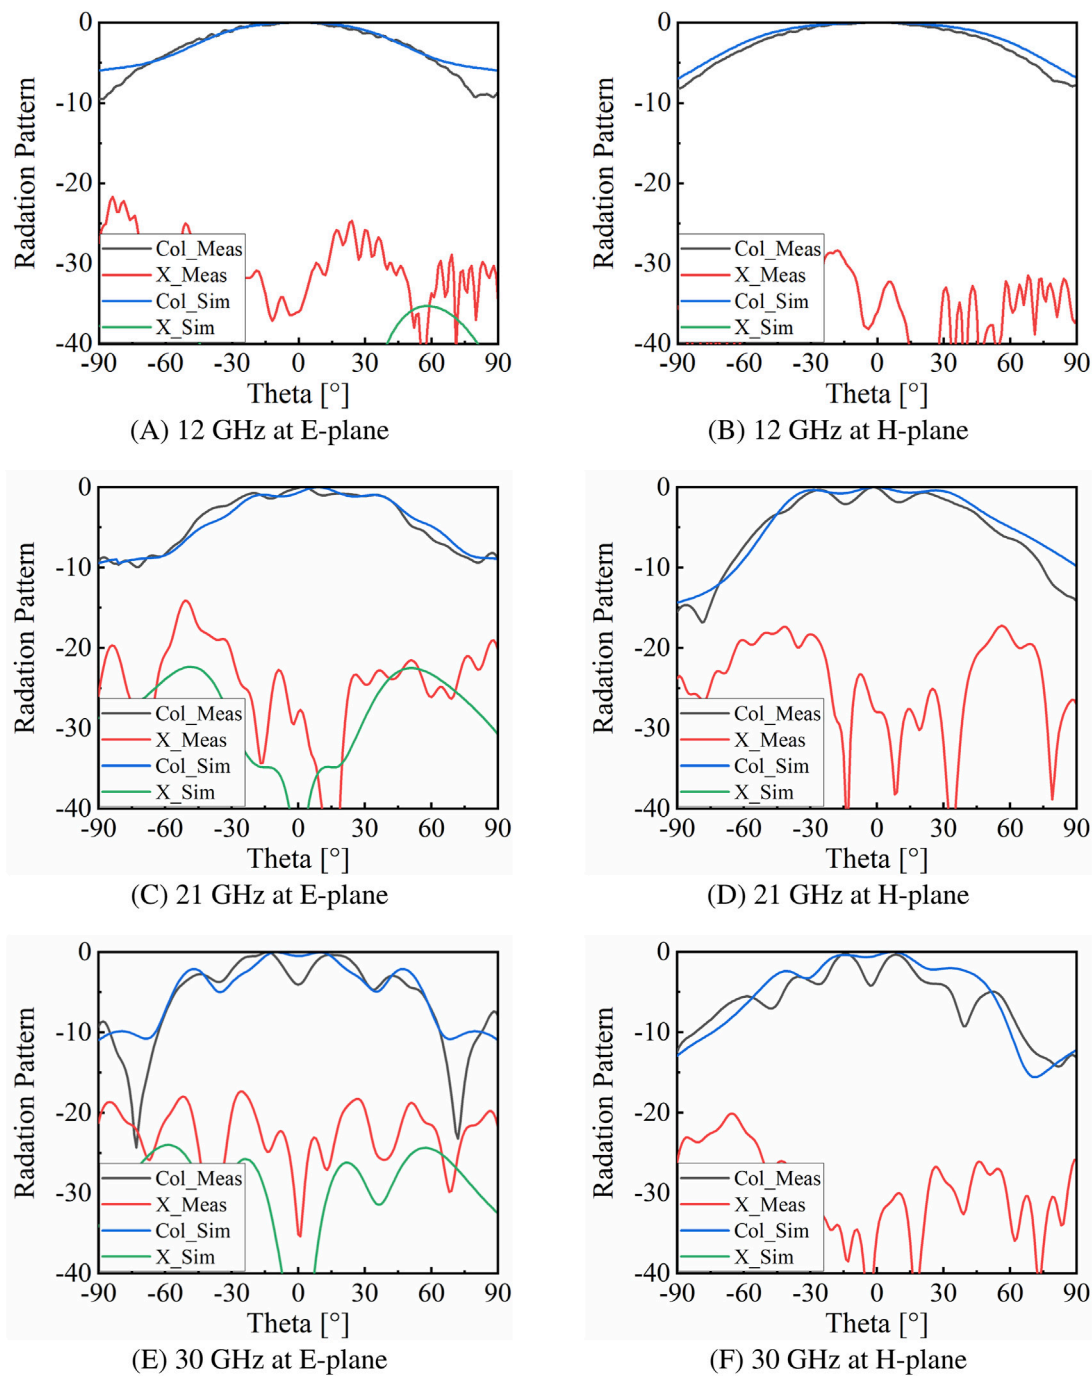 Radation Pattern
0
-10
-20
-30
-40
Col_Meas
X_Meas
Col_Sim
X_Sim
-90 -60 -30 0 30 60 90
Theta [°]
(A) 12 GHz at E-plane
Radation Pattern
0
-10
-20
-30
-40
Col_Meas
X_Meas
Col_Sim
X_Sim
-90 -60 -30 0 30 60 90
Theta [°]
(B) 12 GHz at H-plane
Radation Pattern
0
-10
-20
-30
-40
Col_Meas
X_Meas
Col_Sim
X_Sim
-90 -60 -30 0 30 60 90
Theta [°]
(C) 21 GHz at E-plane
Radation Pattern
0
-10
-20
-30
-40
Col_Meas
X_Meas
Col_Sim
X_Sim
-90 -60 -30 0 30 60 90
Theta [°]
(D) 21 GHz at H-plane
Radation Pattern
0
-10
-20
-30
-40
Col_Meas
X_Meas
Col_Sim
X_Sim
-90 -60 -30 0 30 60 90
Theta [°]
(E) 30 GHz at E-plane
Radation Pattern
0
-10
-20
-30
-40
Col_Meas
X_Meas
Col_Sim
X_Sim
-90 -60 -30 0 30 60 90
Theta [°]
(F) 30 GHz at H-plane